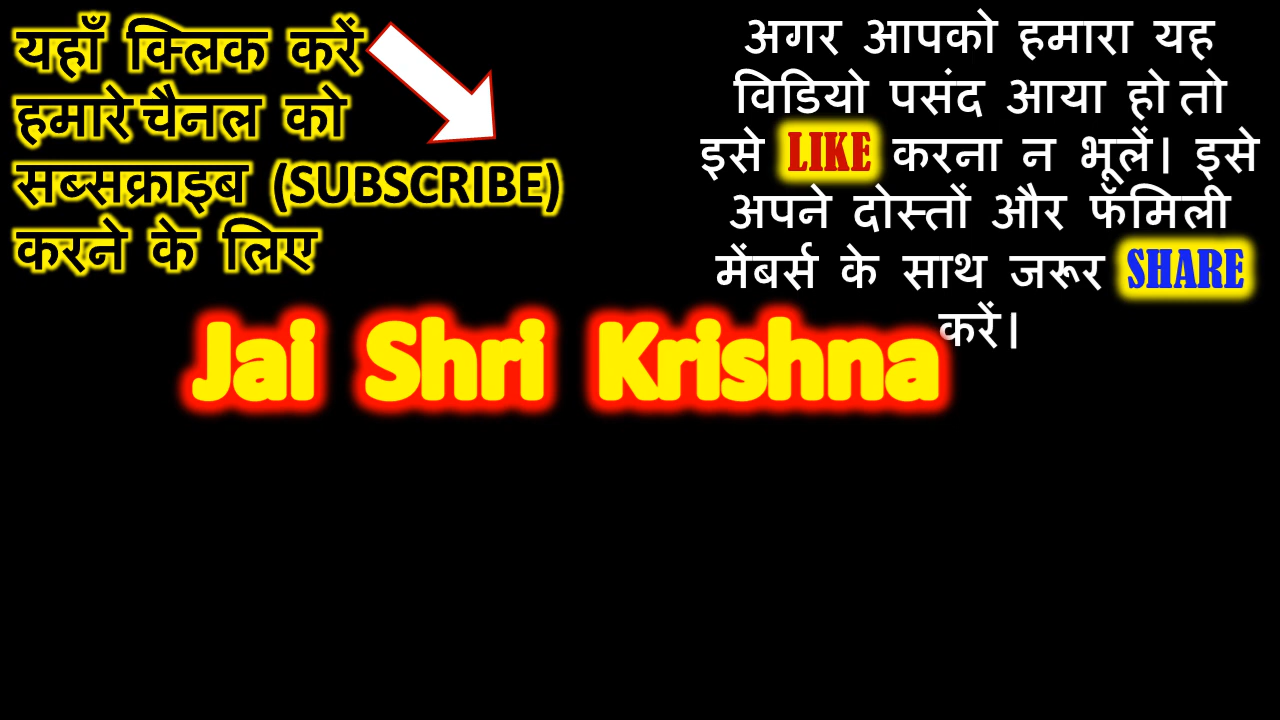 यहाँ क्लिक करें
हमारे चैनल को
सब्सक्राइब (SUBSCRIBE)
करने के लिए
अगर आपको हमारा यह
विडियो पसंद आया हो तो
इसे LIKE करना न भूलें। इसे
अपने दोस्तों और फॅमिली
मेंबर्स के साथ जरूर SHARE
करें।
Jai Shri Krishna